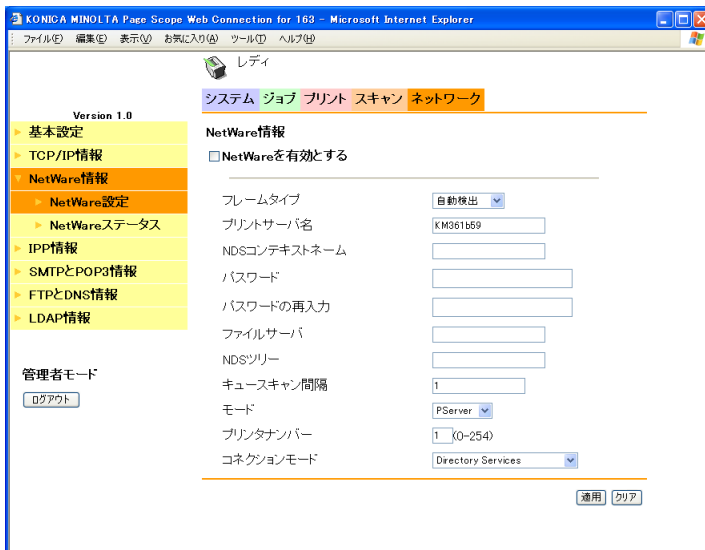 KONICA MINOLTA Page Scope Web Connection for 163 - Microsoft Internet Explorer
ファイル(F) 編集(E) 表示(V) お気に入り(A) ツール(T) ヘルプ(H)
レディ
システム ジョブ プリント スキャン ネットワーク
Version 1.0
基本設定
TCP/IP情報
NetWare情報
NetWare設定
NetWareステータス
IPP情報
SMTPとPOP3情報
FTPとDNS情報
LDAP情報
管理者モード
ログアウト
NetWare情報
NetWareを有効とする
フレームタイプ 自動検出
プリントサーバ名 KM361b59
NDSコンテキストネーム
パスワード
パスワードの再入力
ファイルサーバ
NDSツリー
キュースキャン間隔 1
モード PServer
プリンタナンバー 1 (0-254)
コネクションモード Directory Services
適用 クリア